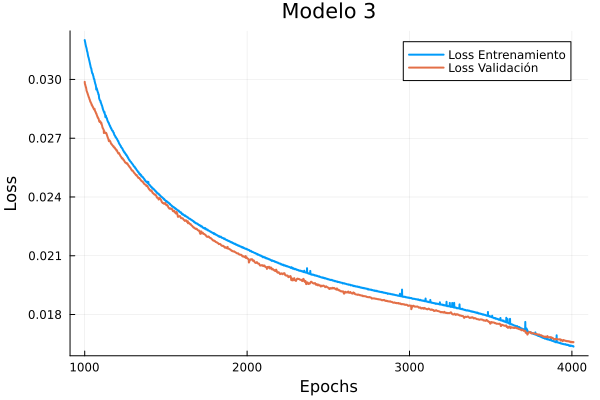 Modelo 3
Loss Entrenamiento
Loss Validación
0.030
0.027
0.024
0.021
0.018
Loss
1000
2000
3000
4000
Epochs